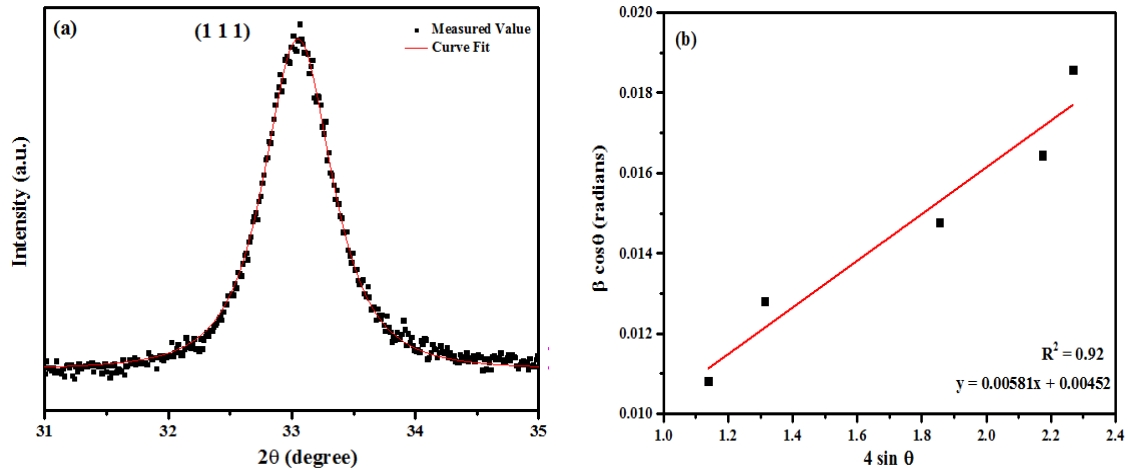 (a)
(1 1 1)
Measured Value
Curve Fit
Intensity (a.u.)
31 32 33 34 35
2θ (degree)
(b)
0.020
0.018
0.016
0.014
0.012
0.010
β cosθ (radians)
R² = 0.92
y = 0.00581x + 0.00452
1.0 1.2 1.4 1.6 1.8 2.0 2.2 2.4
4 sin θ